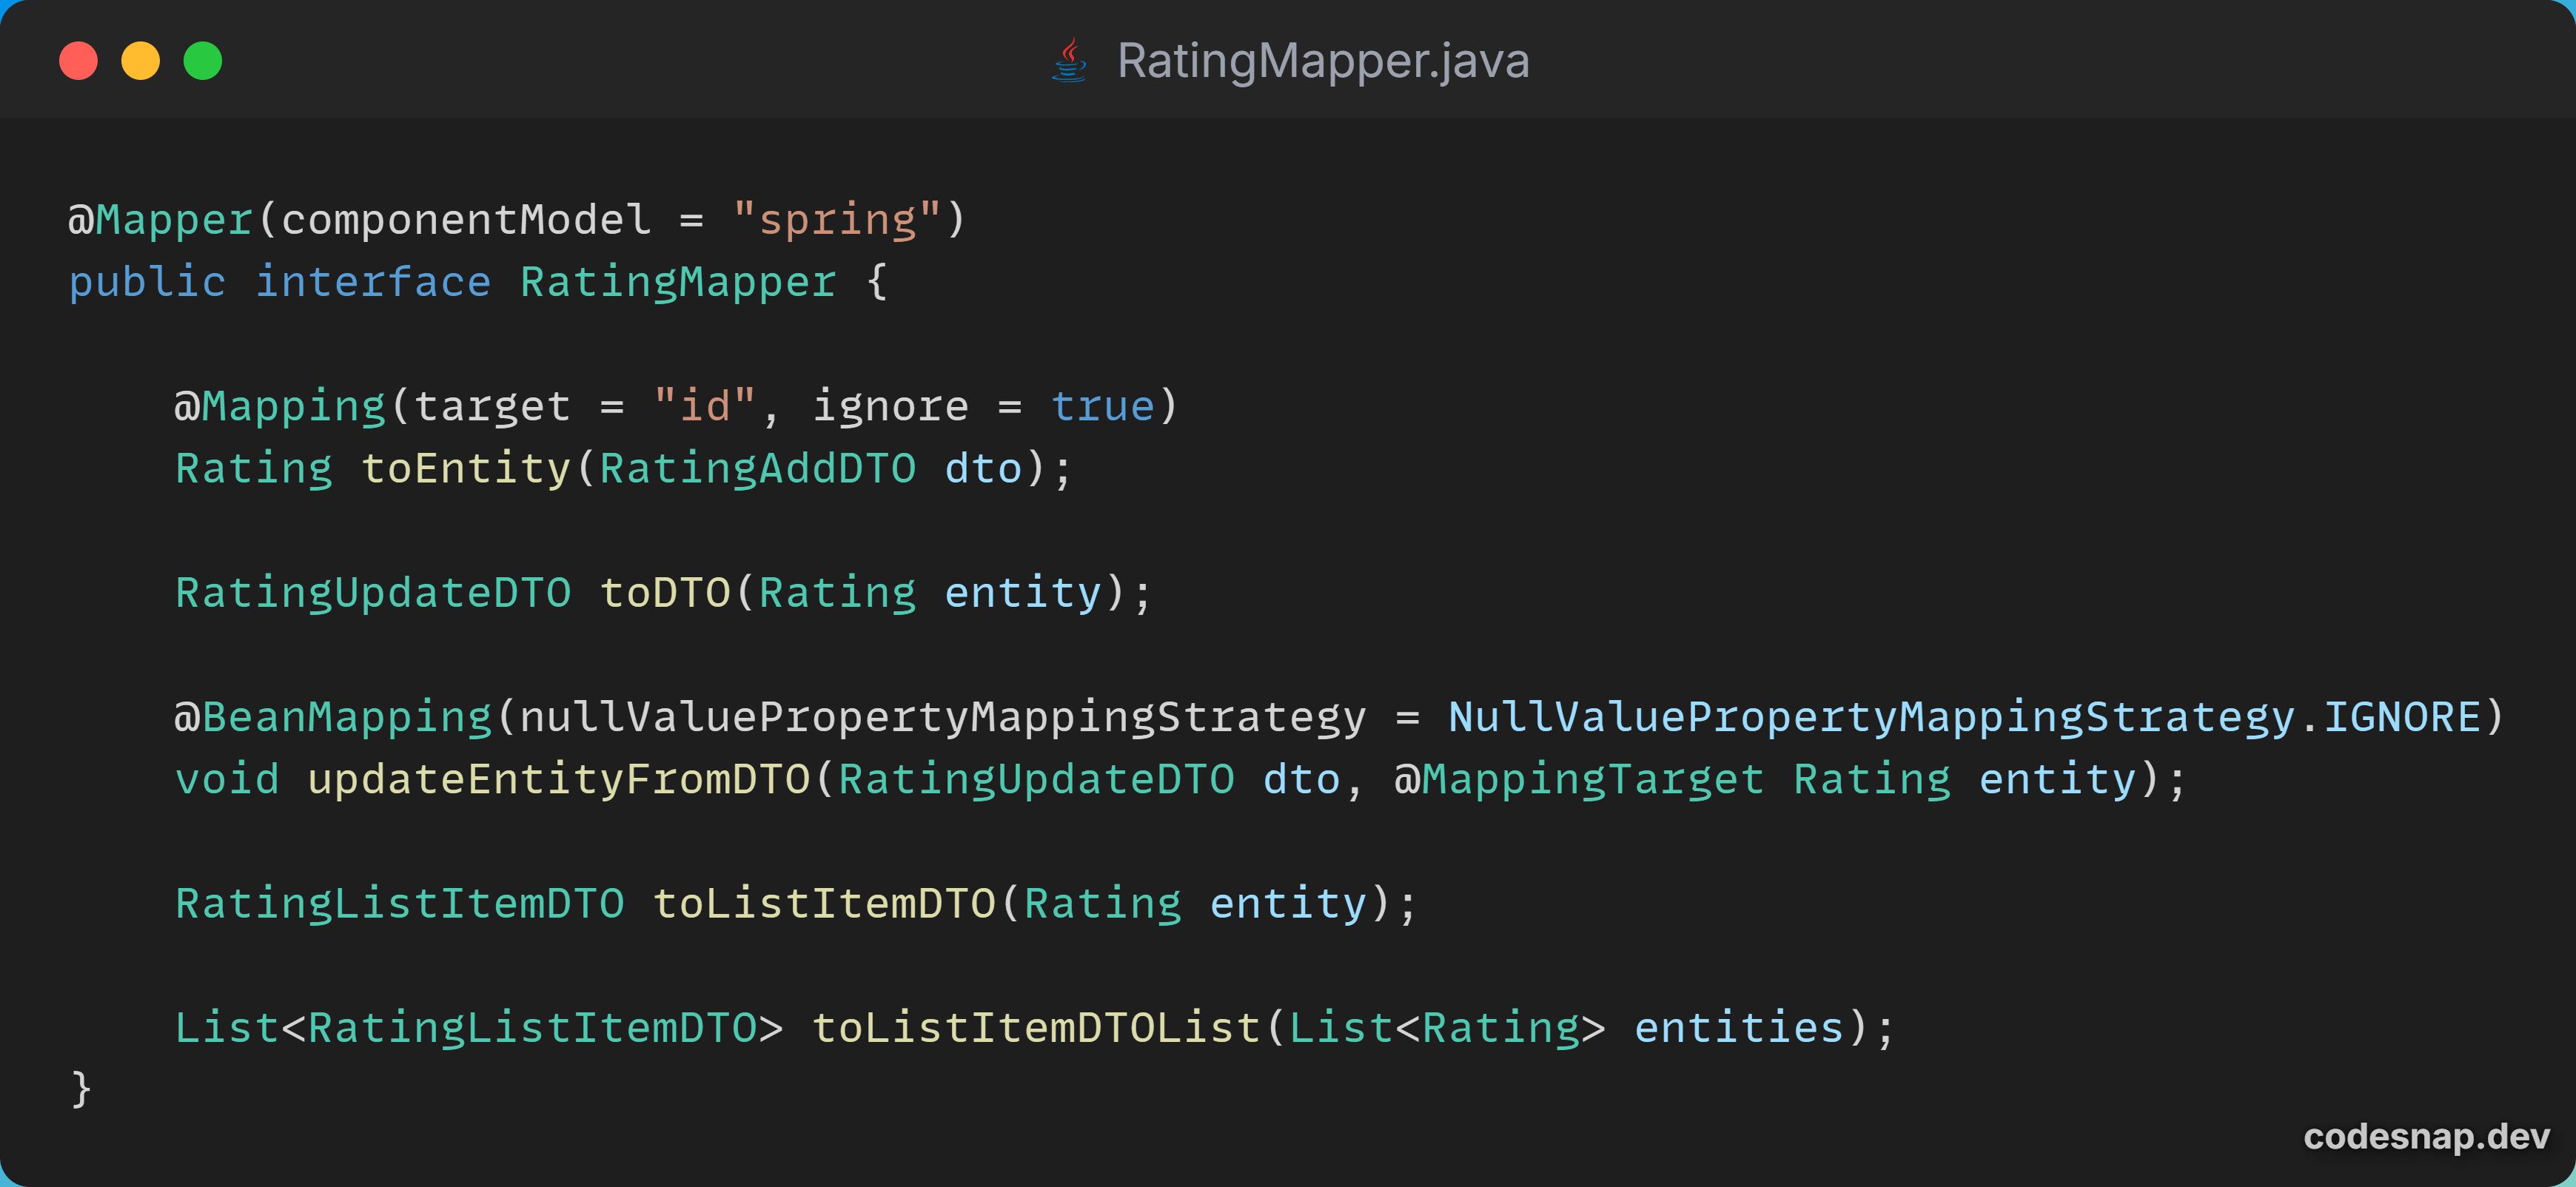 RatingMapper.java
@Mapper(componentModel = "spring")
public interface RatingMapper {
@Mapping(target = "id", ignore = true)
Rating toEntity(RatingAddDTO dto);
RatingUpdateDTO toDTO(Rating entity);
@BeanMapping(nullValuePropertyMappingStrategy = NullValuePropertyMappingStrategy.IGNORE)
void updateEntityFromDTO(RatingUpdateDTO dto, @MappingTarget Rating entity);
RatingListItemDTO toListItemDTO(Rating entity);
List<RatingListItemDTO> toListItemDTOList(List<Rating> entities);
}
codesnap.dev